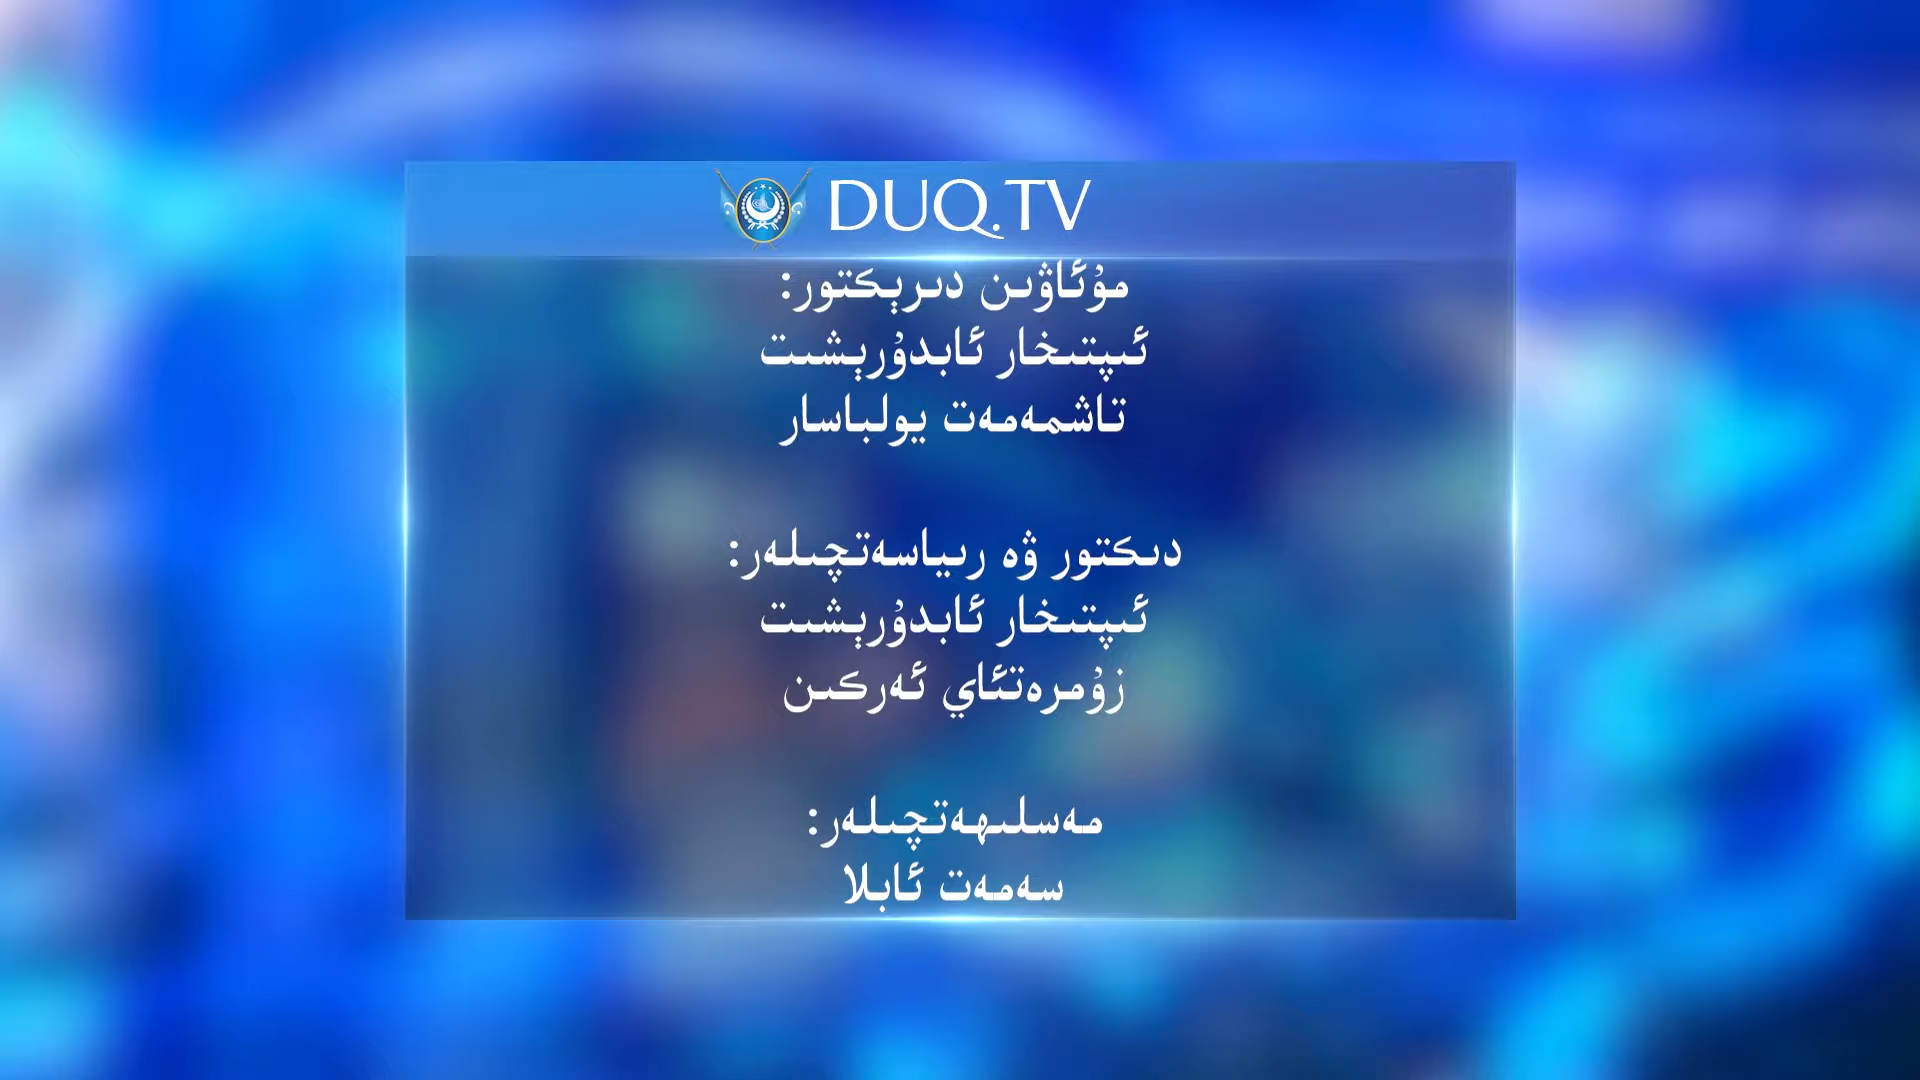 DUQ.TV
مۇئاۋىن دىرېكتور:
ئىپتىخار ئابدۇرېشىت
تاشمەمەت يولباسار
دىكتور ۋە رىياسەتچىلەر:
ئىپتىخار ئابدۇرېشىت
زۇمرەتئاي ئەركىن
مەسلىھەتچىلەر:
سەمەت ئابلا